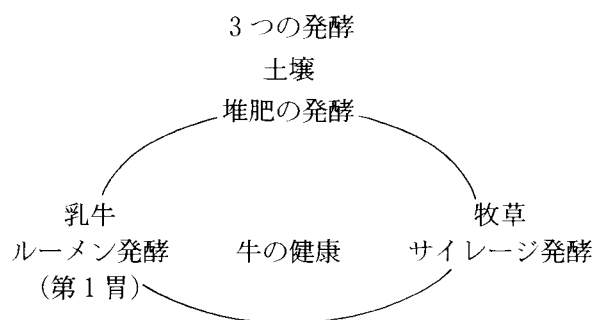 3つの発酵
土壌
堆肥の発酵
乳牛
ルーメン発酵
(第1胃)
牛の健康
牧草
サイレージ発酵